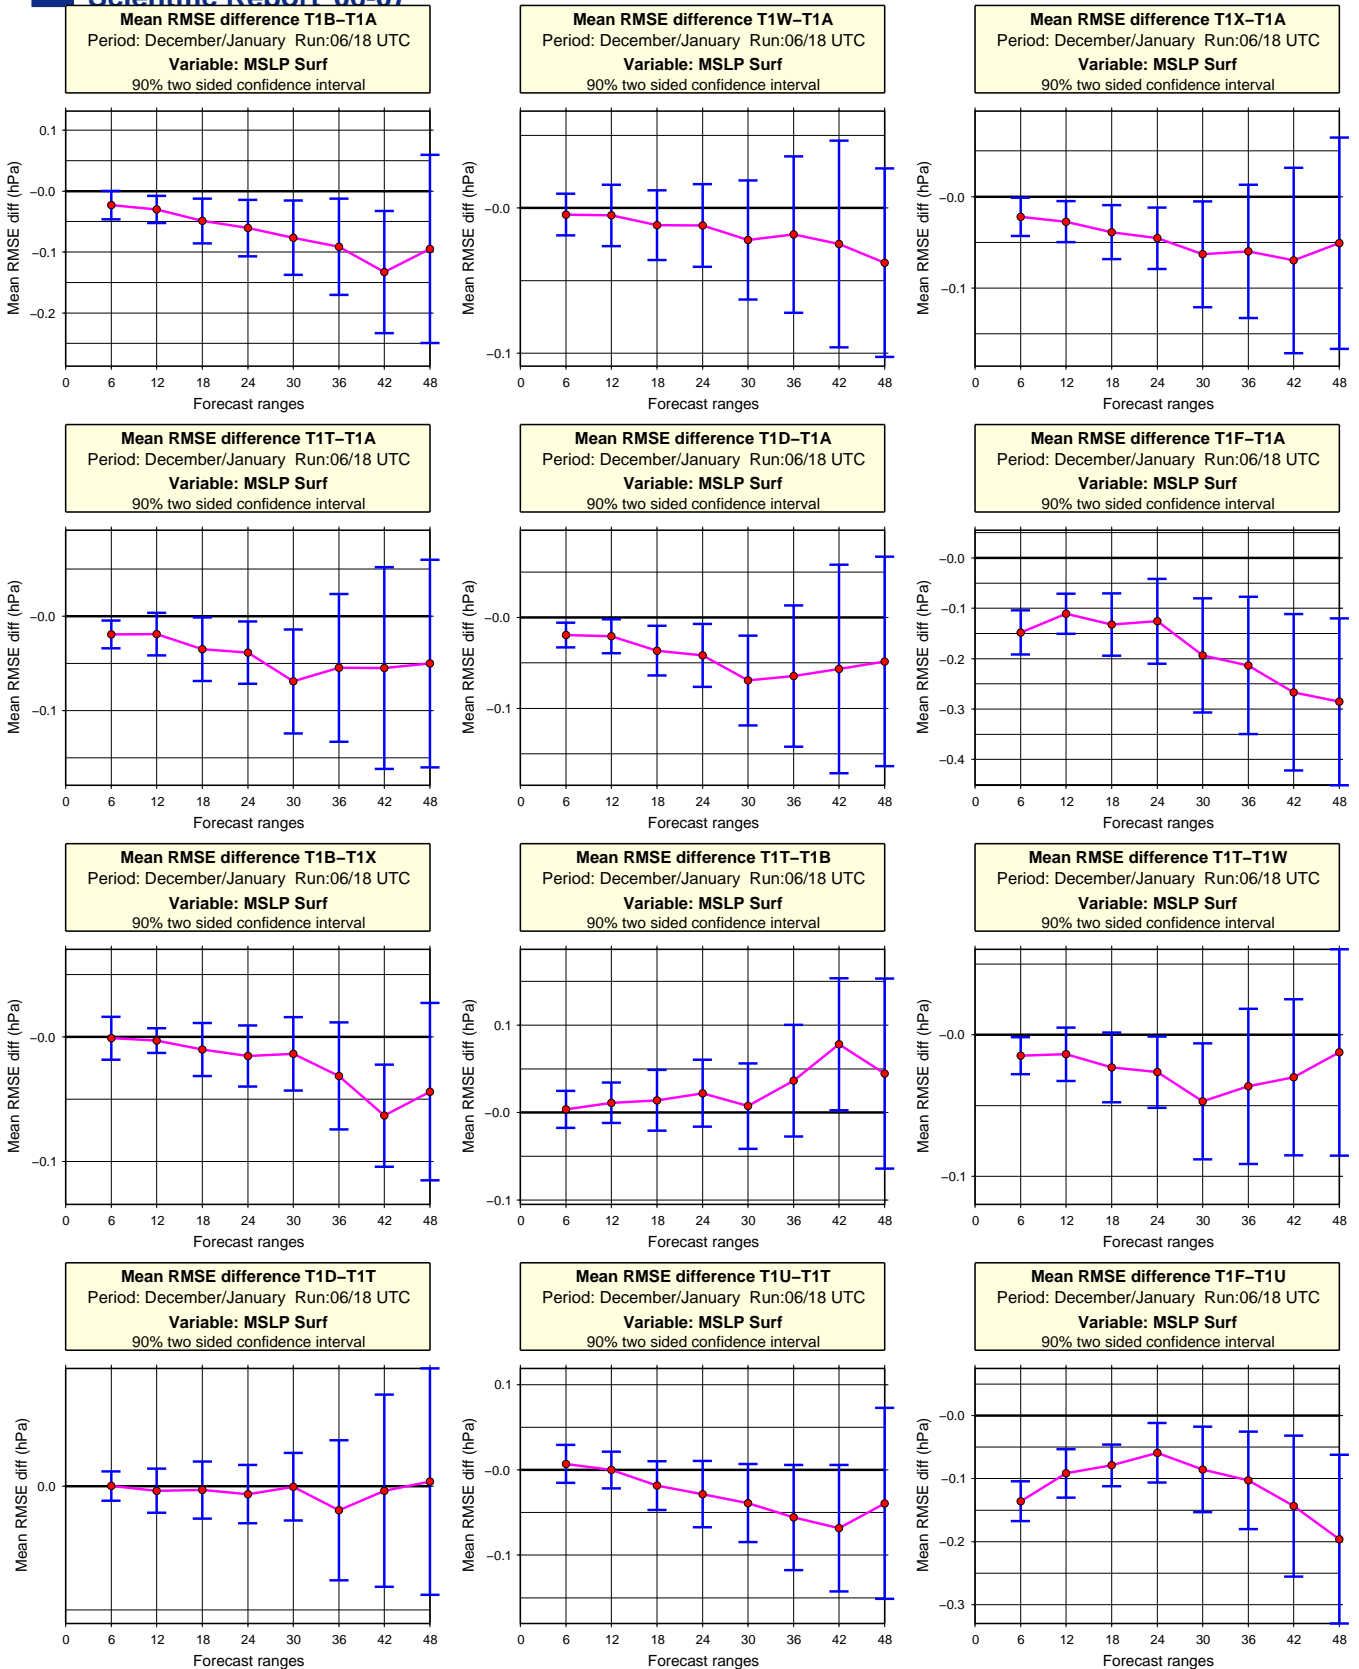 Scientific Report '06-07
Mean RMSE difference T1B–T1A
Period: December/January Run:06/18 UTC
Variable: MSLP Surf
90% two sided confidence interval
Mean RMSE diff (hPa)
0.1
–0.0
–0.1
–0.2
0 6 12 18 24 30 36 42 48
Forecast ranges
Mean RMSE difference T1W–T1A
Period: December/January Run:06/18 UTC
Variable: MSLP Surf
90% two sided confidence interval
Mean RMSE diff (hPa)
–0.0
–0.1
0 6 12 18 24 30 36 42 48
Forecast ranges
Mean RMSE difference T1X–T1A
Period: December/January Run:06/18 UTC
Variable: MSLP Surf
90% two sided confidence interval
Mean RMSE diff (hPa)
–0.0
–0.1
0 6 12 18 24 30 36 42 48
Forecast ranges
Mean RMSE difference T1T–T1A
Period: December/January Run:06/18 UTC
Variable: MSLP Surf
90% two sided confidence interval
Mean RMSE diff (hPa)
–0.0
–0.1
0 6 12 18 24 30 36 42 48
Forecast ranges
Mean RMSE difference T1D–T1A
Period: December/January Run:06/18 UTC
Variable: MSLP Surf
90% two sided confidence interval
Mean RMSE diff (hPa)
–0.0
–0.1
0 6 12 18 24 30 36 42 48
Forecast ranges
Mean RMSE difference T1F–T1A
Period: December/January Run:06/18 UTC
Variable: MSLP Surf
90% two sided confidence interval
Mean RMSE diff (hPa)
–0.0
–0.1
–0.2
–0.3
–0.4
0 6 12 18 24 30 36 42 48
Forecast ranges
Mean RMSE difference T1B–T1X
Period: December/January Run:06/18 UTC
Variable: MSLP Surf
90% two sided confidence interval
Mean RMSE diff (hPa)
–0.0
–0.1
0 6 12 18 24 30 36 42 48
Forecast ranges
Mean RMSE difference T1T–T1B
Period: December/January Run:06/18 UTC
Variable: MSLP Surf
90% two sided confidence interval
Mean RMSE diff (hPa)
0.1
–0.0
–0.1
0 6 12 18 24 30 36 42 48
Forecast ranges
Mean RMSE difference T1T–T1W
Period: December/January Run:06/18 UTC
Variable: MSLP Surf
90% two sided confidence interval
Mean RMSE diff (hPa)
–0.0
–0.1
0 6 12 18 24 30 36 42 48
Forecast ranges
Mean RMSE difference T1D–T1T
Period: December/January Run:06/18 UTC
Variable: MSLP Surf
90% two sided confidence interval
Mean RMSE diff (hPa)
0.0
0 6 12 18 24 30 36 42 48
Forecast ranges
Mean RMSE difference T1U–T1T
Period: December/January Run:06/18 UTC
Variable: MSLP Surf
90% two sided confidence interval
Mean RMSE diff (hPa)
0.1
–0.0
–0.1
0 6 12 18 24 30 36 42 48
Forecast ranges
Mean RMSE difference T1F–T1U
Period: December/January Run:06/18 UTC
Variable: MSLP Surf
90% two sided confidence interval
Mean RMSE diff (hPa)
–0.0
–0.1
–0.2
–0.3
0 6 12 18 24 30 36 42 48
Forecast ranges